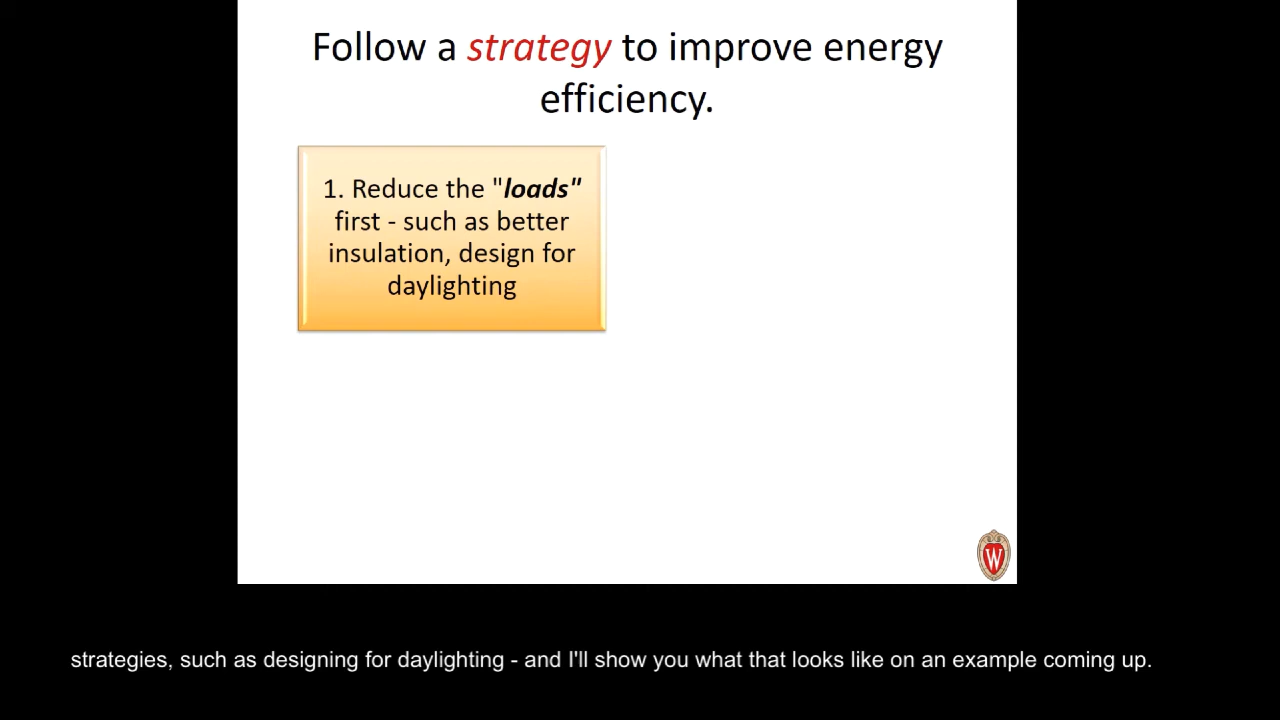 Follow a strategy to improve energy
efficiency.
1. Reduce the "loads"
first - such as better
insulation, design for
daylighting
W
strategies, such as designing for daylighting - and I'll show you what that looks like on an example coming up.